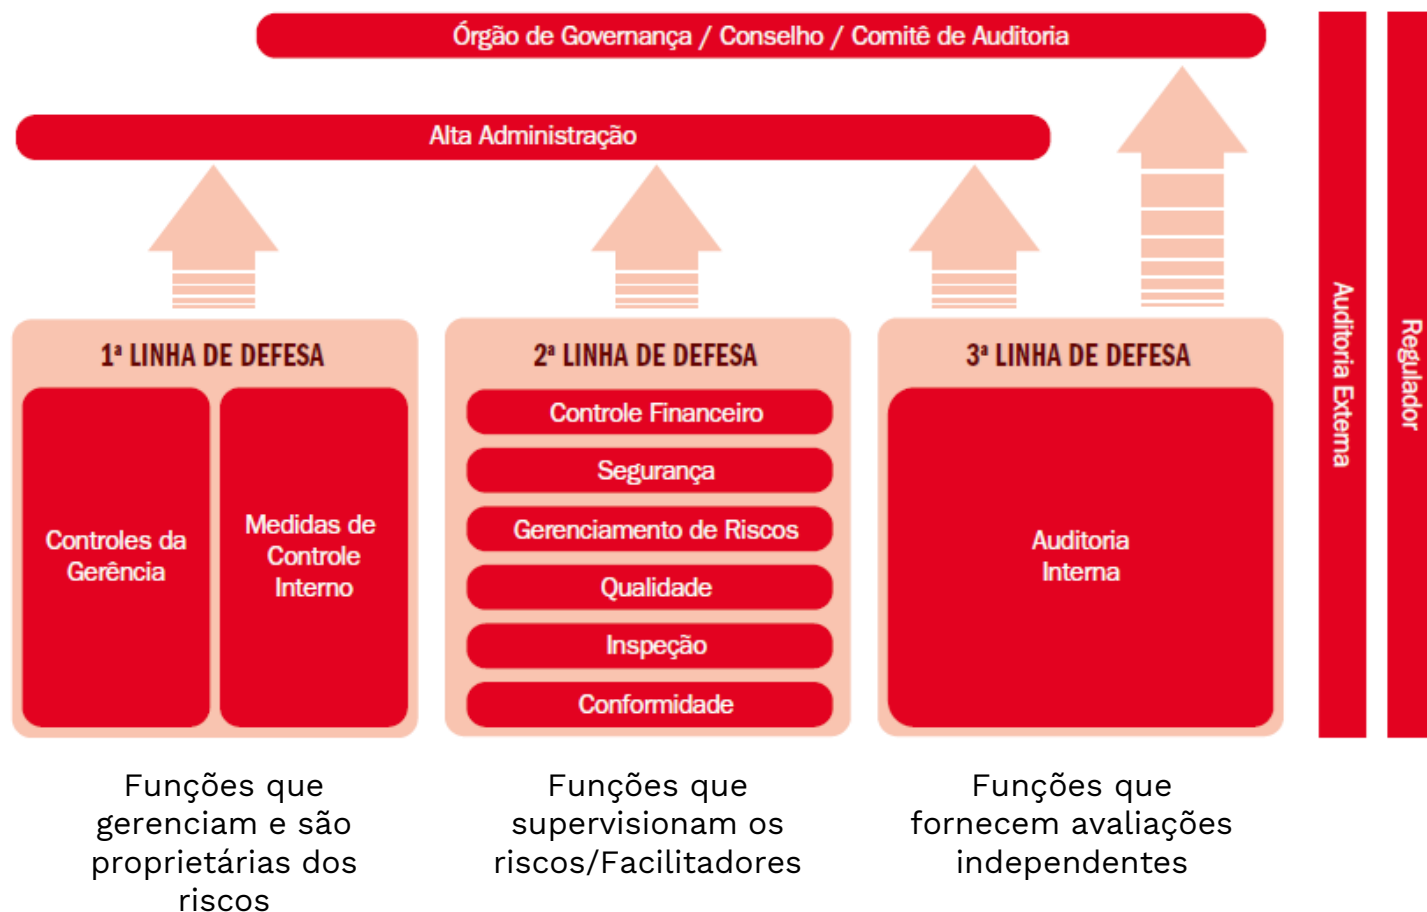 Órgão de Governança / Conselho / Comitê de Auditoria
Alta Administração
1ª LINHA DE DEFESA
Controles da
Gerência
Medidas de
Controle
Interno
2ª LINHA DE DEFESA
Controle Financeiro
Segurança
Gerenciamento de Riscos
Qualidade
Inspeção
Conformidade
3ª LINHA DE DEFESA
Auditoria
Interna
Auditoria Externa
Regulador
Funções que
gerenciam e são
proprietárias dos
riscos
Funções que
supervisionam os
riscos/Facilitadores
Funções que
fornecem avaliações
independentes